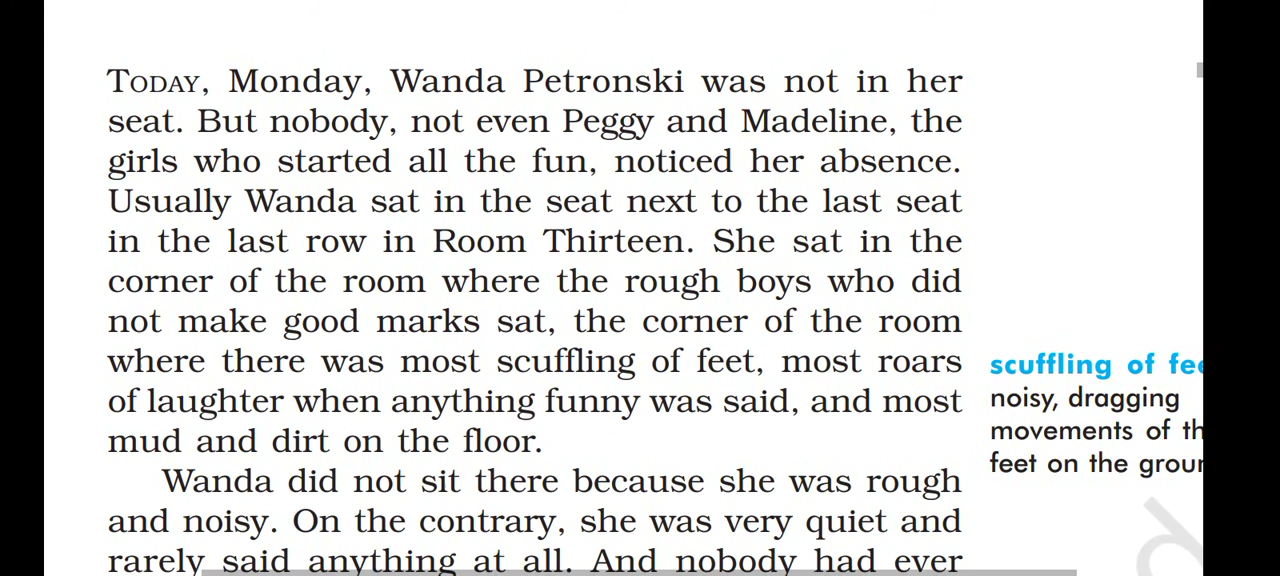 TODAY, Monday, Wanda Petronski was not in her
seat. But nobody, not even Peggy and Madeline, the
girls who started all the fun, noticed her absence.
Usually Wanda sat in the seat next to the last seat
in the last row in Room Thirteen. She sat in the
corner of the room where the rough boys who did
not make good marks sat, the corner of the room
where there was most scuffling of feet, most roars
of laughter when anything funny was said, and most
mud and dirt on the floor.
Wanda did not sit there because she was rough
and noisy. On the contrary, she was very quiet and
rarely said anything at all. And nobody had ever
scuffling of
noisy, dragging
movements of
feet on the